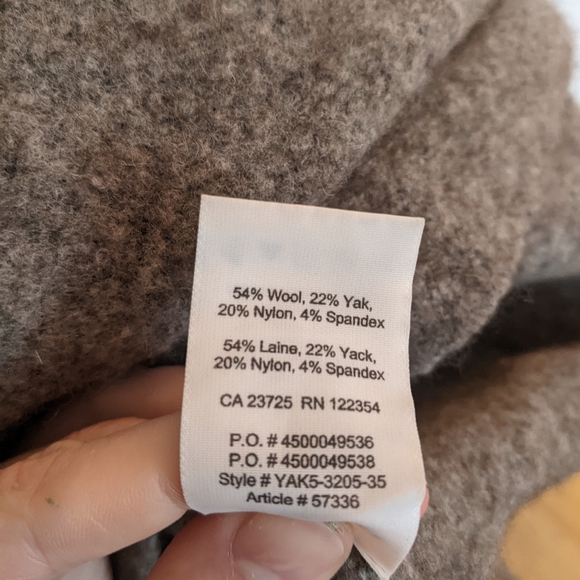 54% Wool, 22% Yak,
20% Nylon, 4% Spandex
54% Laine, 22% Yack,
20% Nylon, 4% Spandex
CA 23725 RN 122354
P.O. # 4500049536
P.O. # 4500049538
Style # YAK5-3205-35
Article # 57336